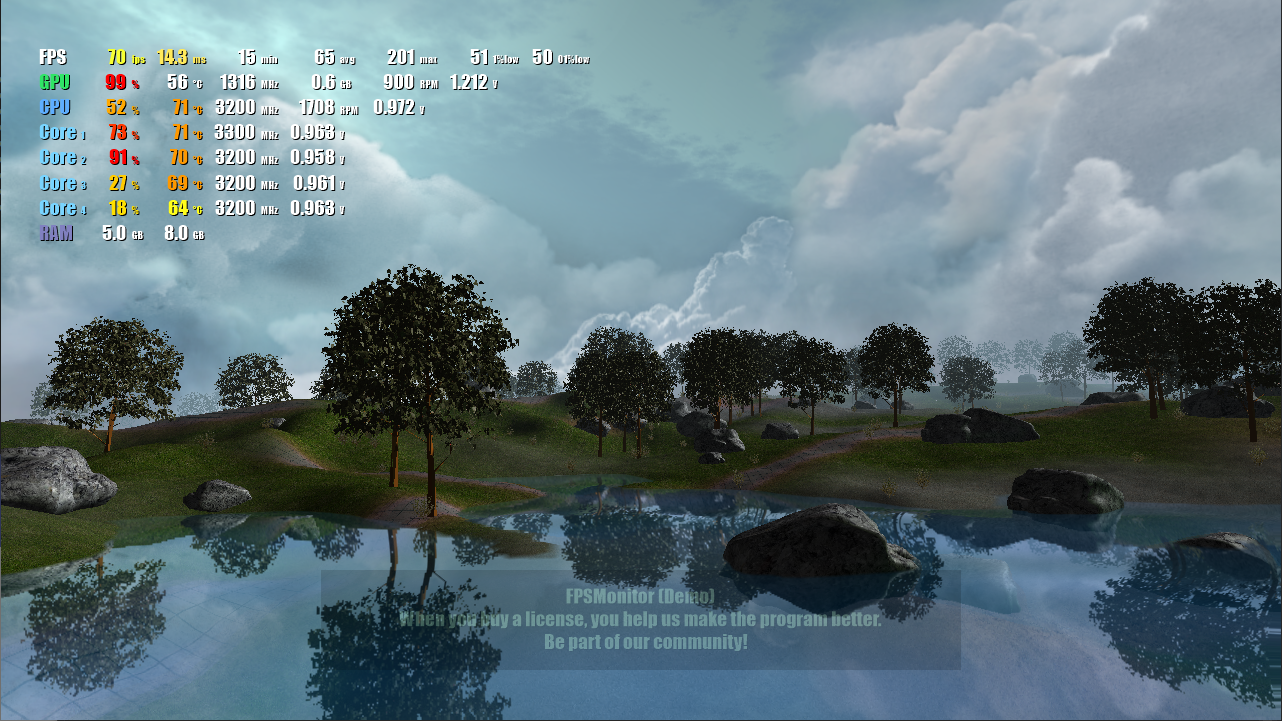 FPS 70 fps 14.3 ms 15 min 65 avg 201 max 51 1%low 50 01%low
GPU 99 % 56 °C 1316 MHz 0.6 GB 900 RPM 1.212 V
CPU 52 % 71 °C 3200 MHz 1708 RPM 0.972 V
Core 1 73 % 71 °C 3300 MHz 0.963 V
Core 2 91 % 70 °C 3200 MHz 0.958 V
Core 3 27 % 69 °C 3200 MHz 0.961 V
Core 4 18 % 64 °C 3200 MHz 0.963 V
RAM 5.0 GB 8.0 GB
FPSMonitor (Demo)
When you buy a license, you help us make the program better.
Be part of our community!